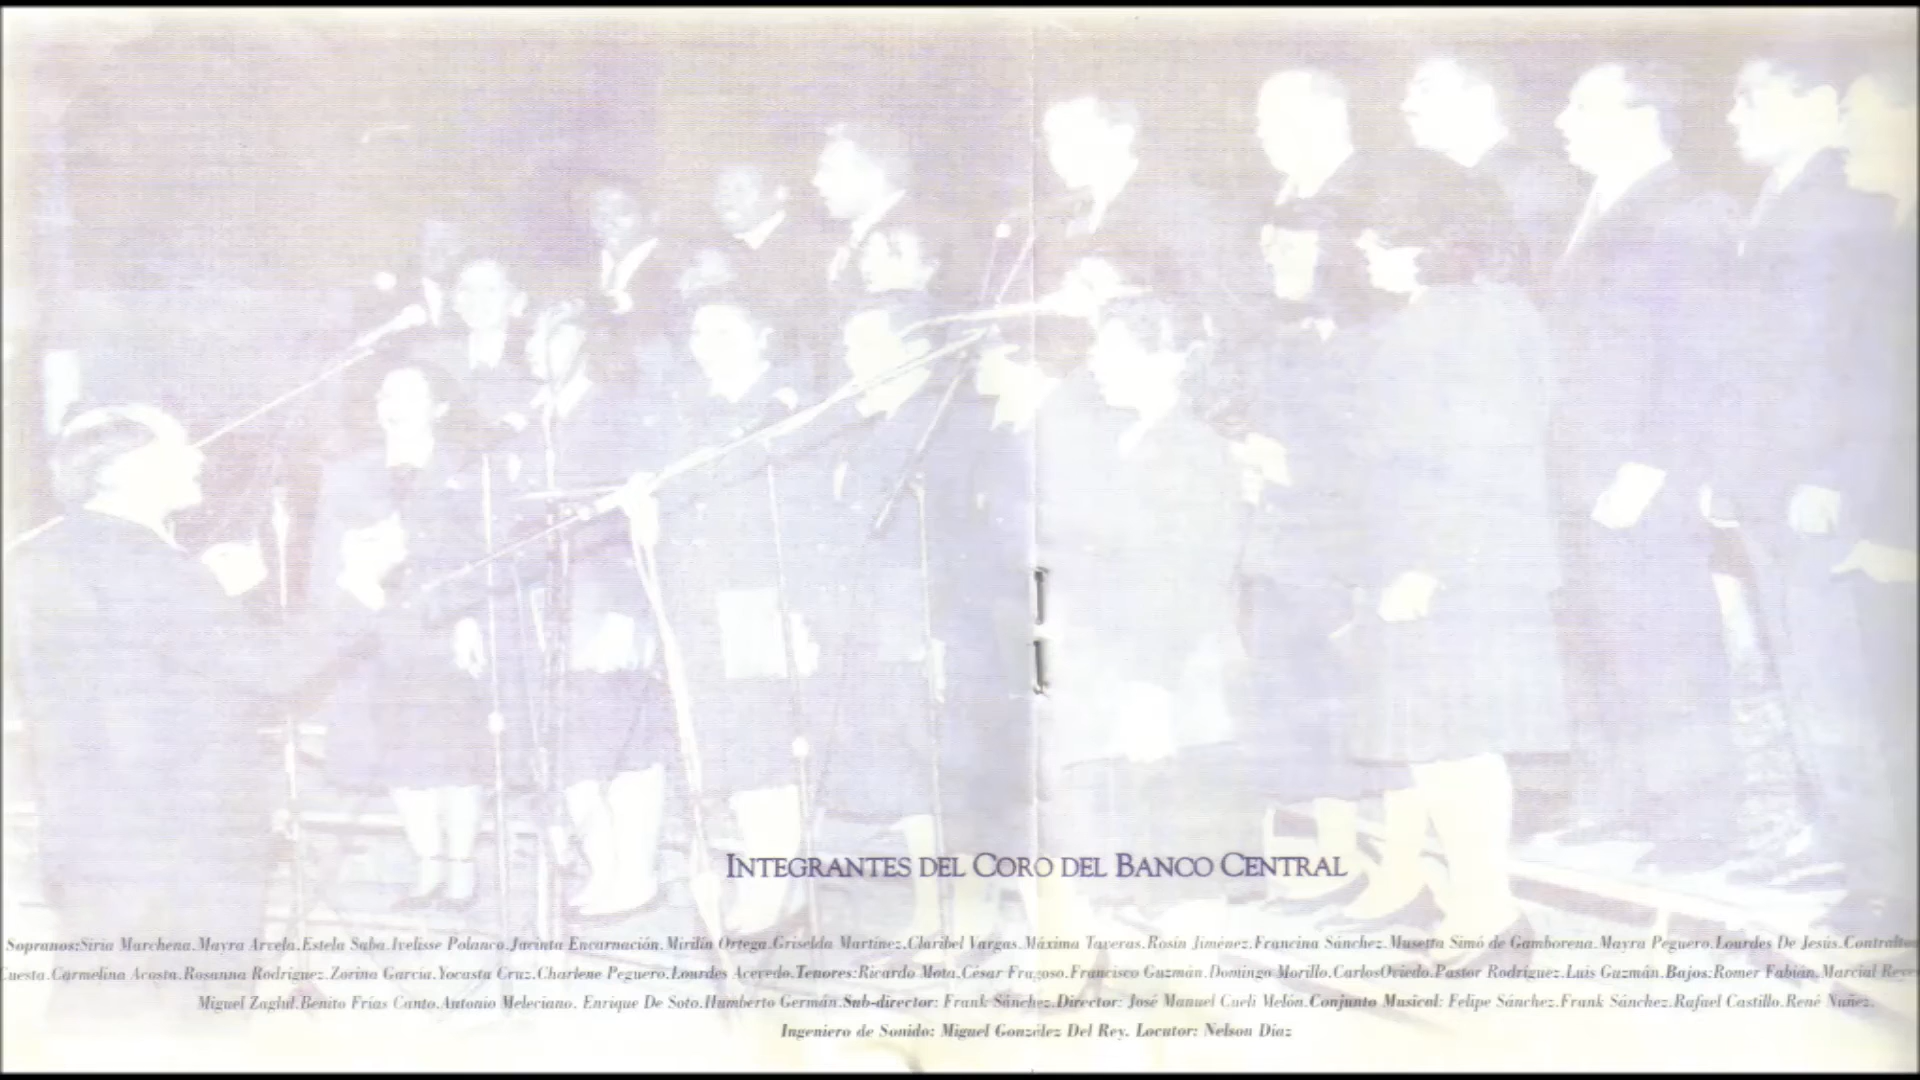 INTEGRANTES DEL CORO DEL BANCO CENTRAL
Sopranos:Siria Marchena.Mayra Arvelo.Estela Saba.Ivelisse Polanco.Jacinta Encarnación.Mirilín Ortega.Griselda Martínez.Claribel Vargas.Máxima Taveras.Rosín Jiménez.Francina Sánchez.Musetta Simó de Gamborena.Mayra Peguero.Lourdes De Jesús.
Cuesta.Carmelina Acosta.Rosanna Rodríguez.Zorina García.Yocasta Cruz.Charlene Peguero.Lourdes Acevedo.Tenores:Ricardo Mota.César Fragoso.Francisco Guzmán.Domingo Morillo.CarlosOviedo.Pastor Rodríguez.Luis Guzmán.Bajos:Romer Fabián.Marcial
Miguel Zaglul.Benito Frías Canto.Antonio Meleciano. Enrique De Soto.Humberto Germán.Sub-director: Frank Sánchez.Director: José Manuel Cueli Melón.Conjunto Musical: Felipe Sánchez.Frank Sánchez.Rafael Castillo.René Nuñez.
Ingeniero de Sonido: Miguel González Del Rey. Locutor: Nelson Díaz